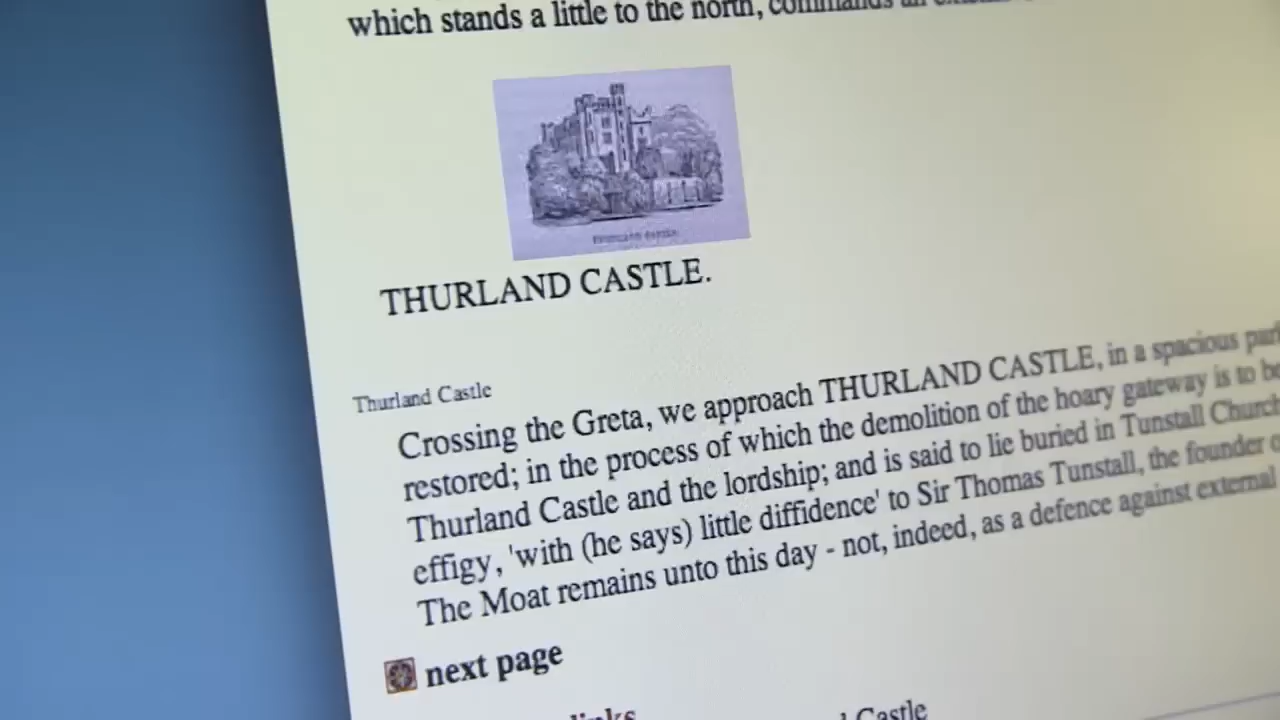 which stands a little to the north, commands an
THURLAND CASTLE.
Thurland Castle
Crossing the Greta, we approach THURLAND CASTLE, in a spacious
restored; in the process of which the demolition of the hoary gateway is to be
Thurland Castle and the lordship; and is said to lie buried in Tunstall Church
effigy, 'with (he says) little diffidence' to Sir Thomas Tunstall, the founder
The Moat remains unto this day - not, indeed, as a defence against external
next page
links
Castle